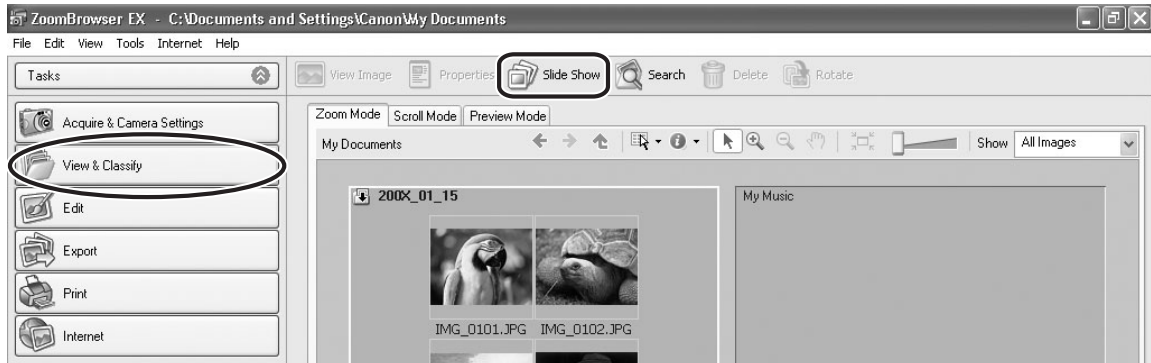 ZoomBrowser EX - C:\Documents and Settings\Canon\My Documents
File Edit View Tools Internet Help
Tasks
View Image Properties Slide Show Search Delete Rotate
Acquire & Camera Settings
View & Classify
Edit
Export
Print
Internet
Zoom Mode Scroll Mode Preview Mode
My Documents Show All Images
200X_01_15
My Music
IMG_0101.JPG IMG_0102.JPG